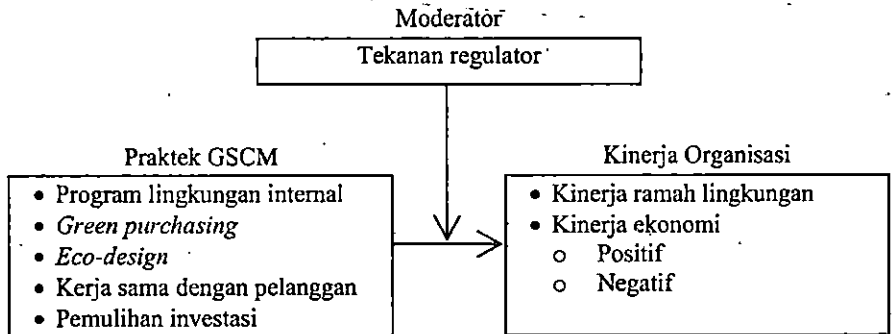 Moderator
Tekanan regulator
Praktek GSCM
• Program lingkungan internal
• Green purchasing
• Eco-design
• Kerja sama dengan pelanggan
• Pemulihan investasi
Kinerja Organisasi
• Kinerja ramah lingkungan
• Kinerja ekonomi
o Positif
o Negatif